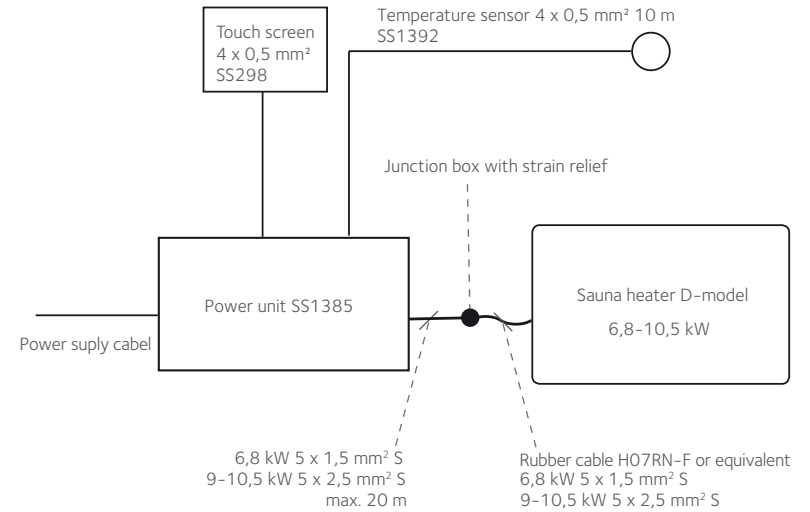 Temperature sensor 4 x 0,5 mm² 10 m
SS1392
Touch screen
4 x 0,5 mm²
SS298
Junction box with strain relief
Power unit SS1385
Sauna heater D-model
6,8-10,5 kW
Power suply cabel
6,8 kW 5 x 1,5 mm² S
9-10,5 kW 5 x 2,5 mm² S
max. 20 m
Rubber cable H07RN-F or equivalent
6,8 kW 5 x 1,5 mm² S
9-10,5 kW 5 x 2,5 mm² S